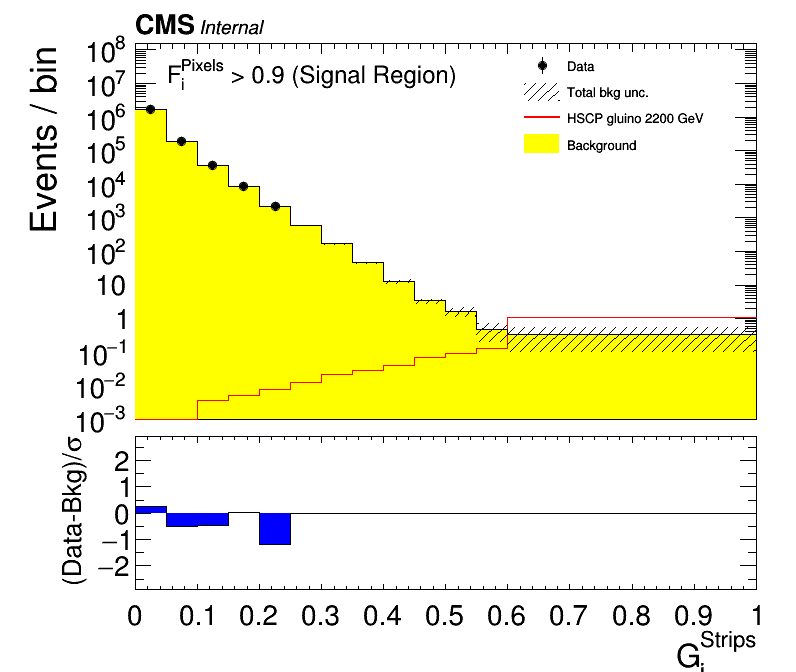 CMS Internal
F_i^Pixels > 0.9 (Signal Region)
Data
Total bkg unc.
HSCP gluino 2200 GeV
Background
Events / bin
10^8
10^7
10^6
10^5
10^4
10^3
10^2
10
1
10^−1
10^−2
10^−3
(Data-Bkg)/σ
2
1
0
−1
−2
0 0.1 0.2 0.3 0.4 0.5 0.6 0.7 0.8 0.9 1
G_i^Strips